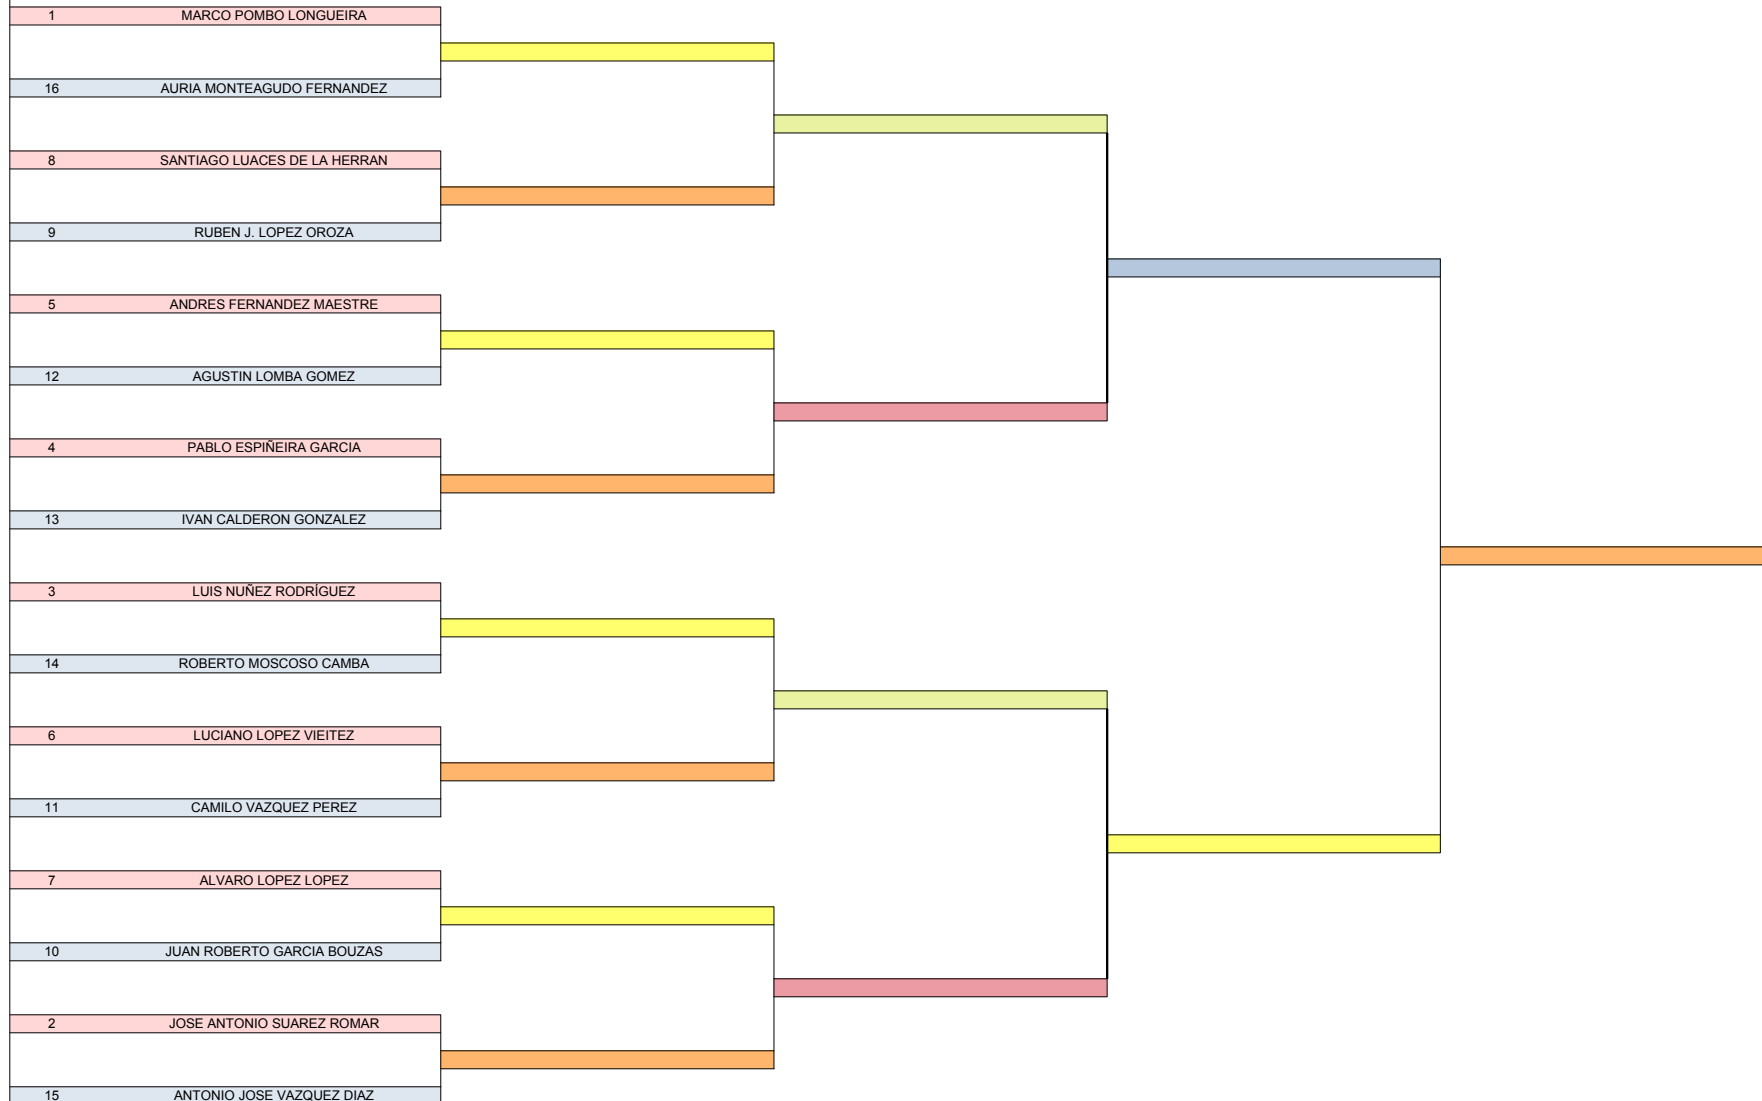 1 MARCO POMBO LONGUEIRA
16 AURIA MONTEAGUDO FERNANDEZ
8 SANTIAGO LUACES DE LA HERRAN
9 RUBEN J. LOPEZ OROZA
5 ANDRES FERNANDEZ MAESTRE
12 AGUSTIN LOMBA GOMEZ
4 PABLO ESPIÑEIRA GARCIA
13 IVAN CALDERON GONZALEZ
3 LUIS NUÑEZ RODRÍGUEZ
14 ROBERTO MOSCOSO CAMBA
6 LUCIANO LOPEZ VIEITEZ
11 CAMILO VAZQUEZ PEREZ
7 ALVARO LOPEZ LOPEZ
10 JUAN ROBERTO GARCIA BOUZAS
2 JOSE ANTONIO SUAREZ ROMAR
15 ANTONIO JOSE VAZQUEZ DIAZ